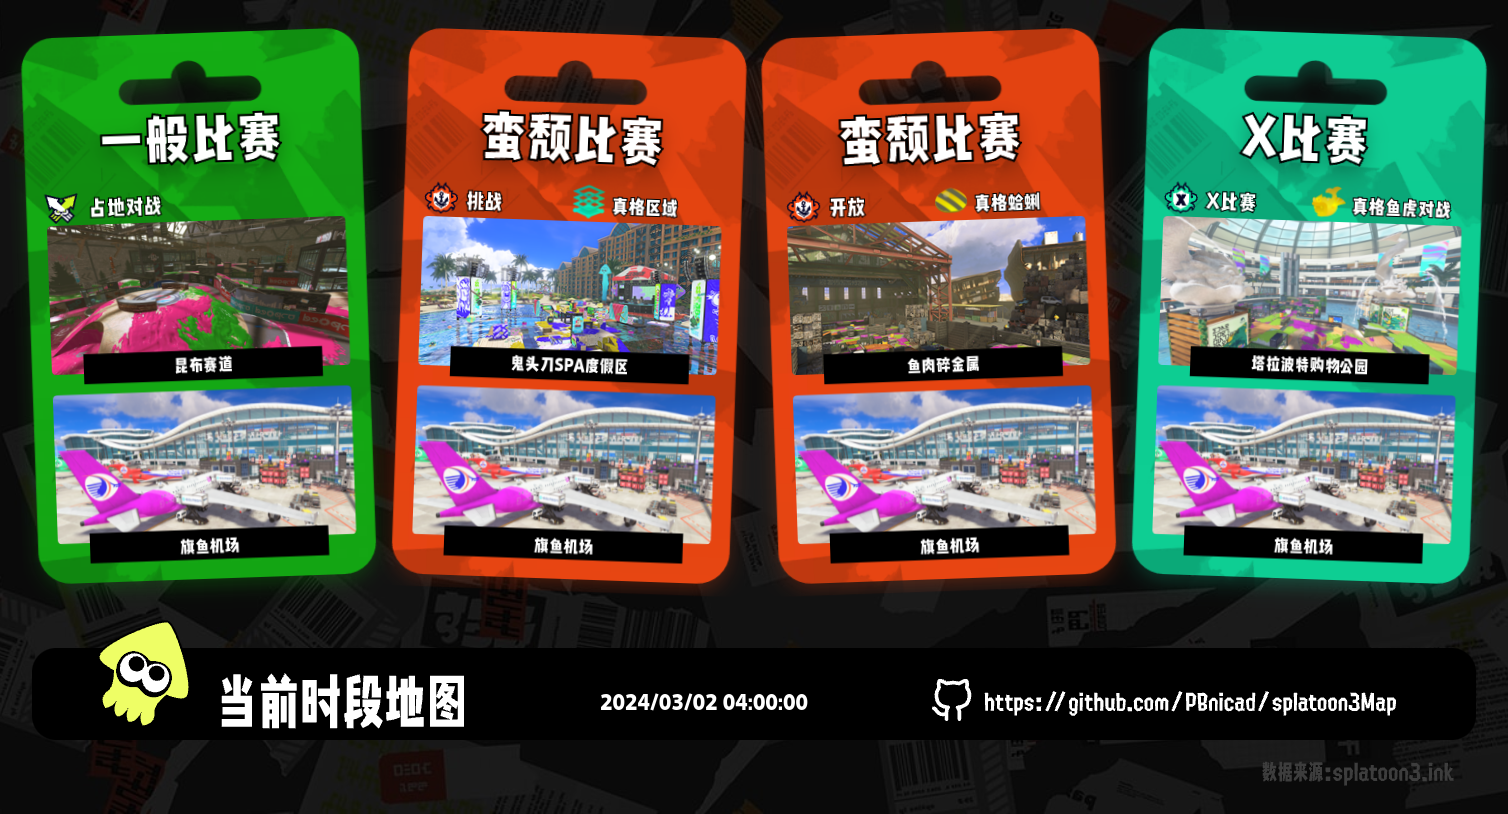 一般比赛
占地对战
昆布赛道
旗鱼机场
蛮颓比赛
挑战
真格区域
鬼头刀SPA度假区
旗鱼机场
蛮颓比赛
开放
真格蛤蜊
鱼肉碎金属
旗鱼机场
X比赛
X比赛
真格鱼虎对战
塔拉波特购物公园
旗鱼机场
当前时段地图
2024/03/02 04:00:00
https://github.com/PBnicad/splatoon3Map
数据来源:splatoon3.ink